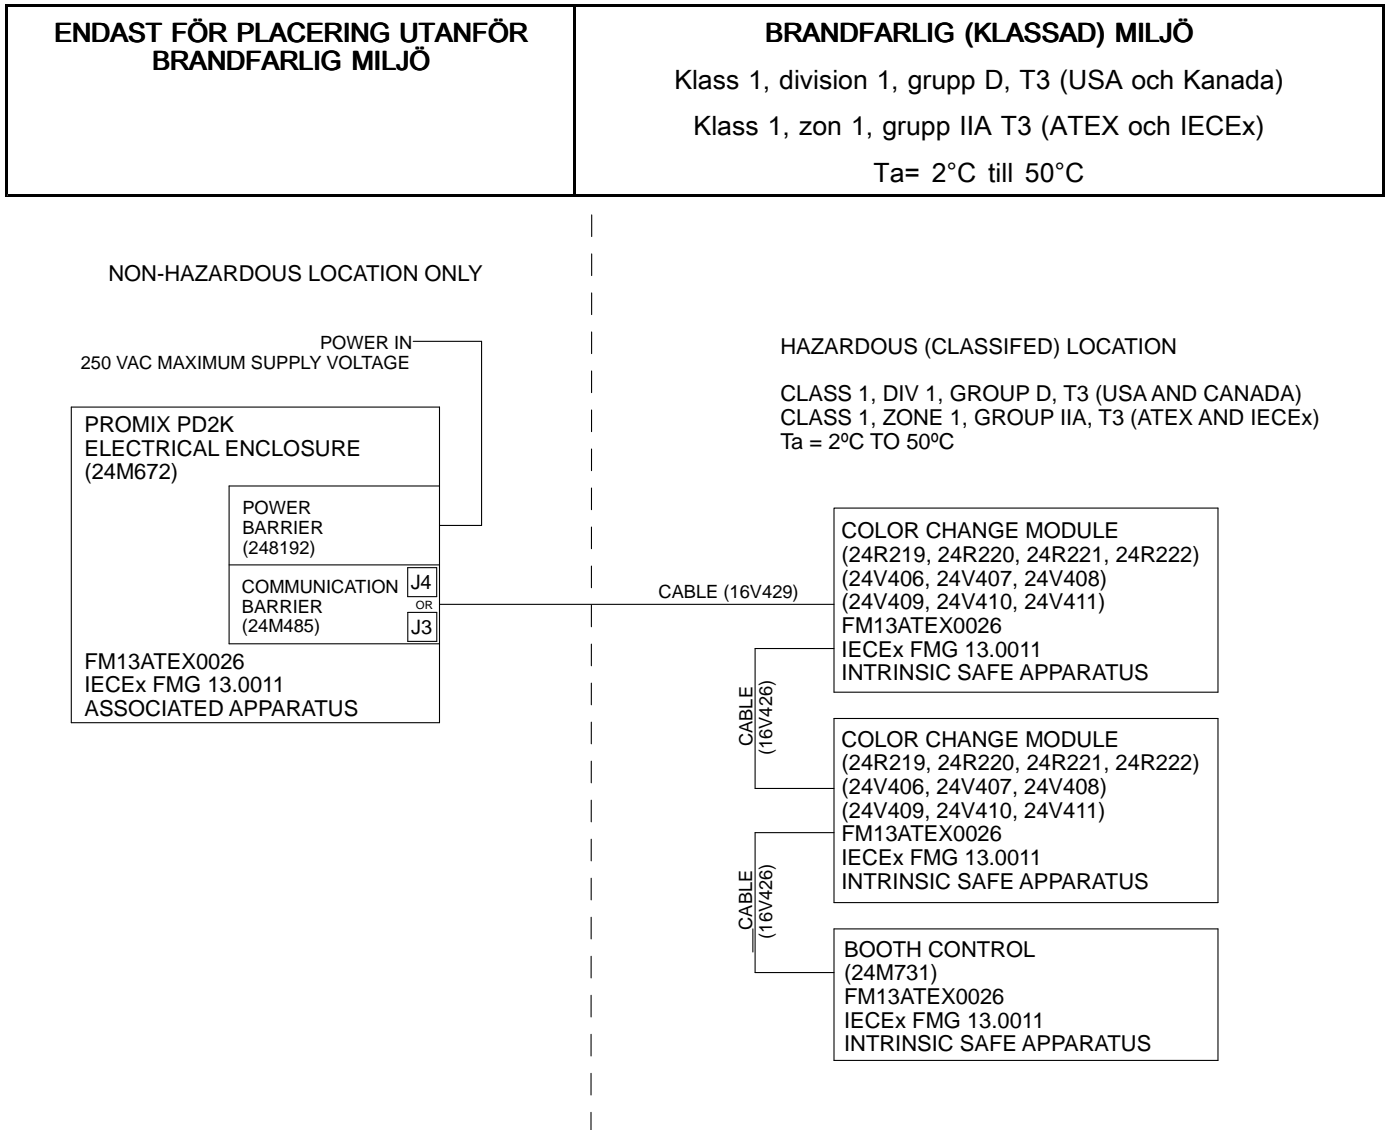 ENDAST FÖR PLACERING UTANFÖR
BRANDFARLIG MILJÖ
BRANDFARLIG (KLASSAD) MILJÖ
Klass 1, division 1, grupp D, T3 (USA och Kanada)
Klass 1, zon 1, grupp IIA T3 (ATEX och IECEx)
Ta= 2°C till 50°C
NON-HAZARDOUS LOCATION ONLY
POWER IN
250 VAC MAXIMUM SUPPLY VOLTAGE
PROMIX PD2K
ELECTRICAL ENCLOSURE
(24M672)
POWER
BARRIER
(248192)
COMMUNICATION
BARRIER
(24M485)
J4
OR
J3
FM13ATEX0026
IECEx FMG 13.0011
ASSOCIATED APPARATUS
CABLE (16V429)
HAZARDOUS (CLASSIFED) LOCATION
CLASS 1, DIV 1, GROUP D, T3 (USA AND CANADA)
CLASS 1, ZONE 1, GROUP IIA, T3 (ATEX AND IECEx)
Ta = 2ºC TO 50ºC
COLOR CHANGE MODULE
(24R219, 24R220, 24R221, 24R222)
(24V406, 24V407, 24V408)
(24V409, 24V410, 24V411)
FM13ATEX0026
IECEx FMG 13.0011
INTRINSIC SAFE APPARATUS
CABLE
(16V426)
COLOR CHANGE MODULE
(24R219, 24R220, 24R221, 24R222)
(24V406, 24V407, 24V408)
(24V409, 24V410, 24V411)
FM13ATEX0026
IECEx FMG 13.0011
INTRINSIC SAFE APPARATUS
CABLE
(16V426)
BOOTH CONTROL
(24M731)
FM13ATEX0026
IECEx FMG 13.0011
INTRINSIC SAFE APPARATUS